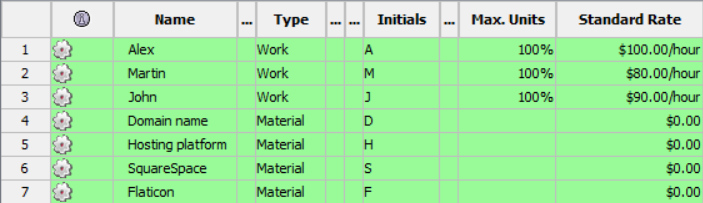 Name ... Type ... ... Initials ... Max. Units Standard Rate
1 Alex Work A 100% $100.00/hour
2 Martin Work M 100% $80.00/hour
3 John Work J 100% $90.00/hour
4 Domain name Material D $0.00
5 Hosting platform Material H $0.00
6 SquareSpace Material S $0.00
7 Flaticon Material F $0.00